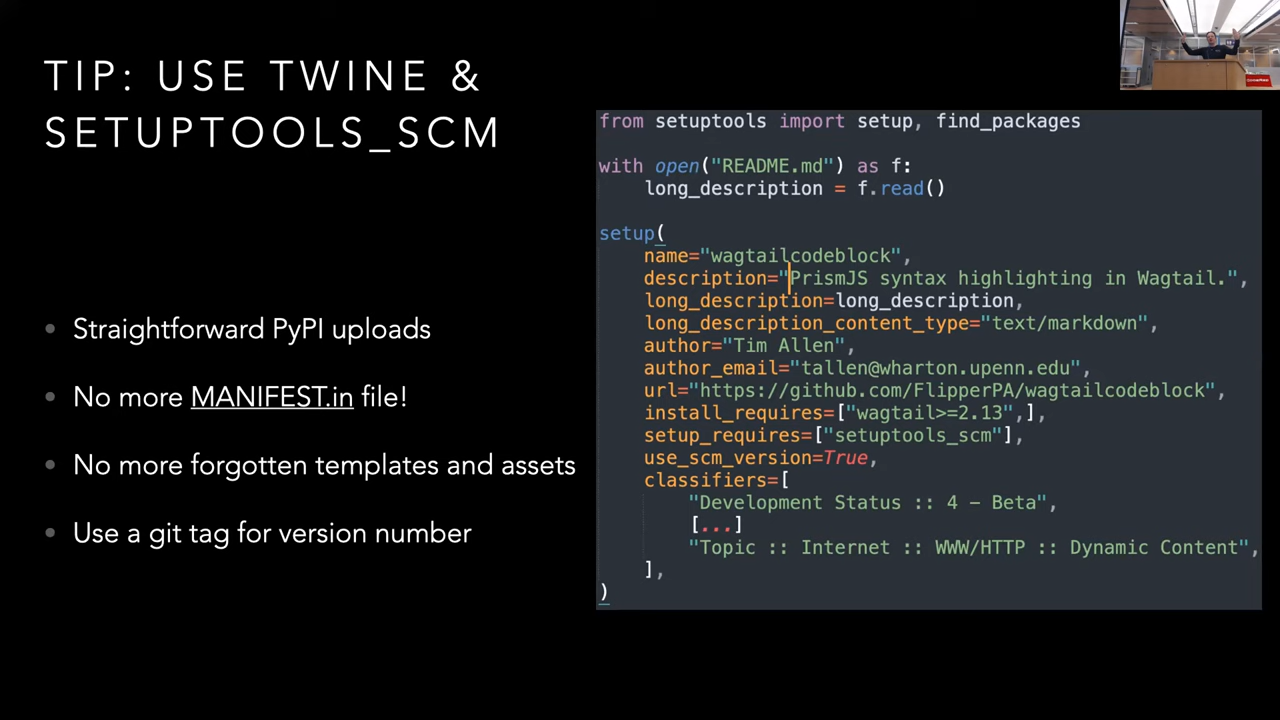 TIP: USE TWINE &
SETUPTOOLS_SCM
Straightforward PyPI uploads
No more MANIFEST.in file!
No more forgotten templates and assets
Use a git tag for version number
from setuptools import setup, find_packages
with open("README.md") as f:
    long_description = f.read()
setup(
    name="wagtailcodeblock",
    description="PrismJS syntax highlighting in Wagtail.",
    long_description=long_description,
    long_description_content_type="text/markdown",
    author="Tim Allen",
    author_email="tallen@wharton.upenn.edu",
    url="https://github.com/FlipperPA/wagtailcodeblock",
    install_requires=["wagtail>=2.13",],
    setup_requires=["setuptools_scm"],
    use_scm_version=True,
    classifiers=[
        "Development Status :: 4 - Beta",
        [...]
        "Topic :: Internet :: WWW/HTTP :: Dynamic Content",
    ],
)